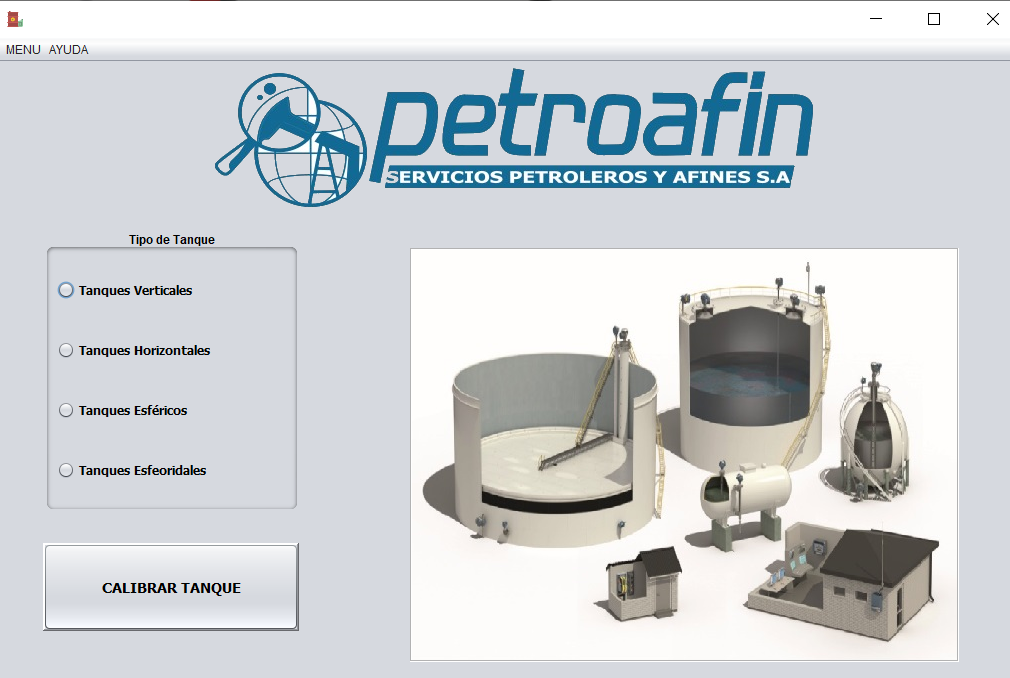 MENU AYUDA
petroafin
SERVICIOS PETROLEROS Y AFINES S.A
Tipo de Tanque
Tanques Verticales
Tanques Horizontales
Tanques Esféricos
Tanques Esfeoridales
CALIBRAR TANQUE